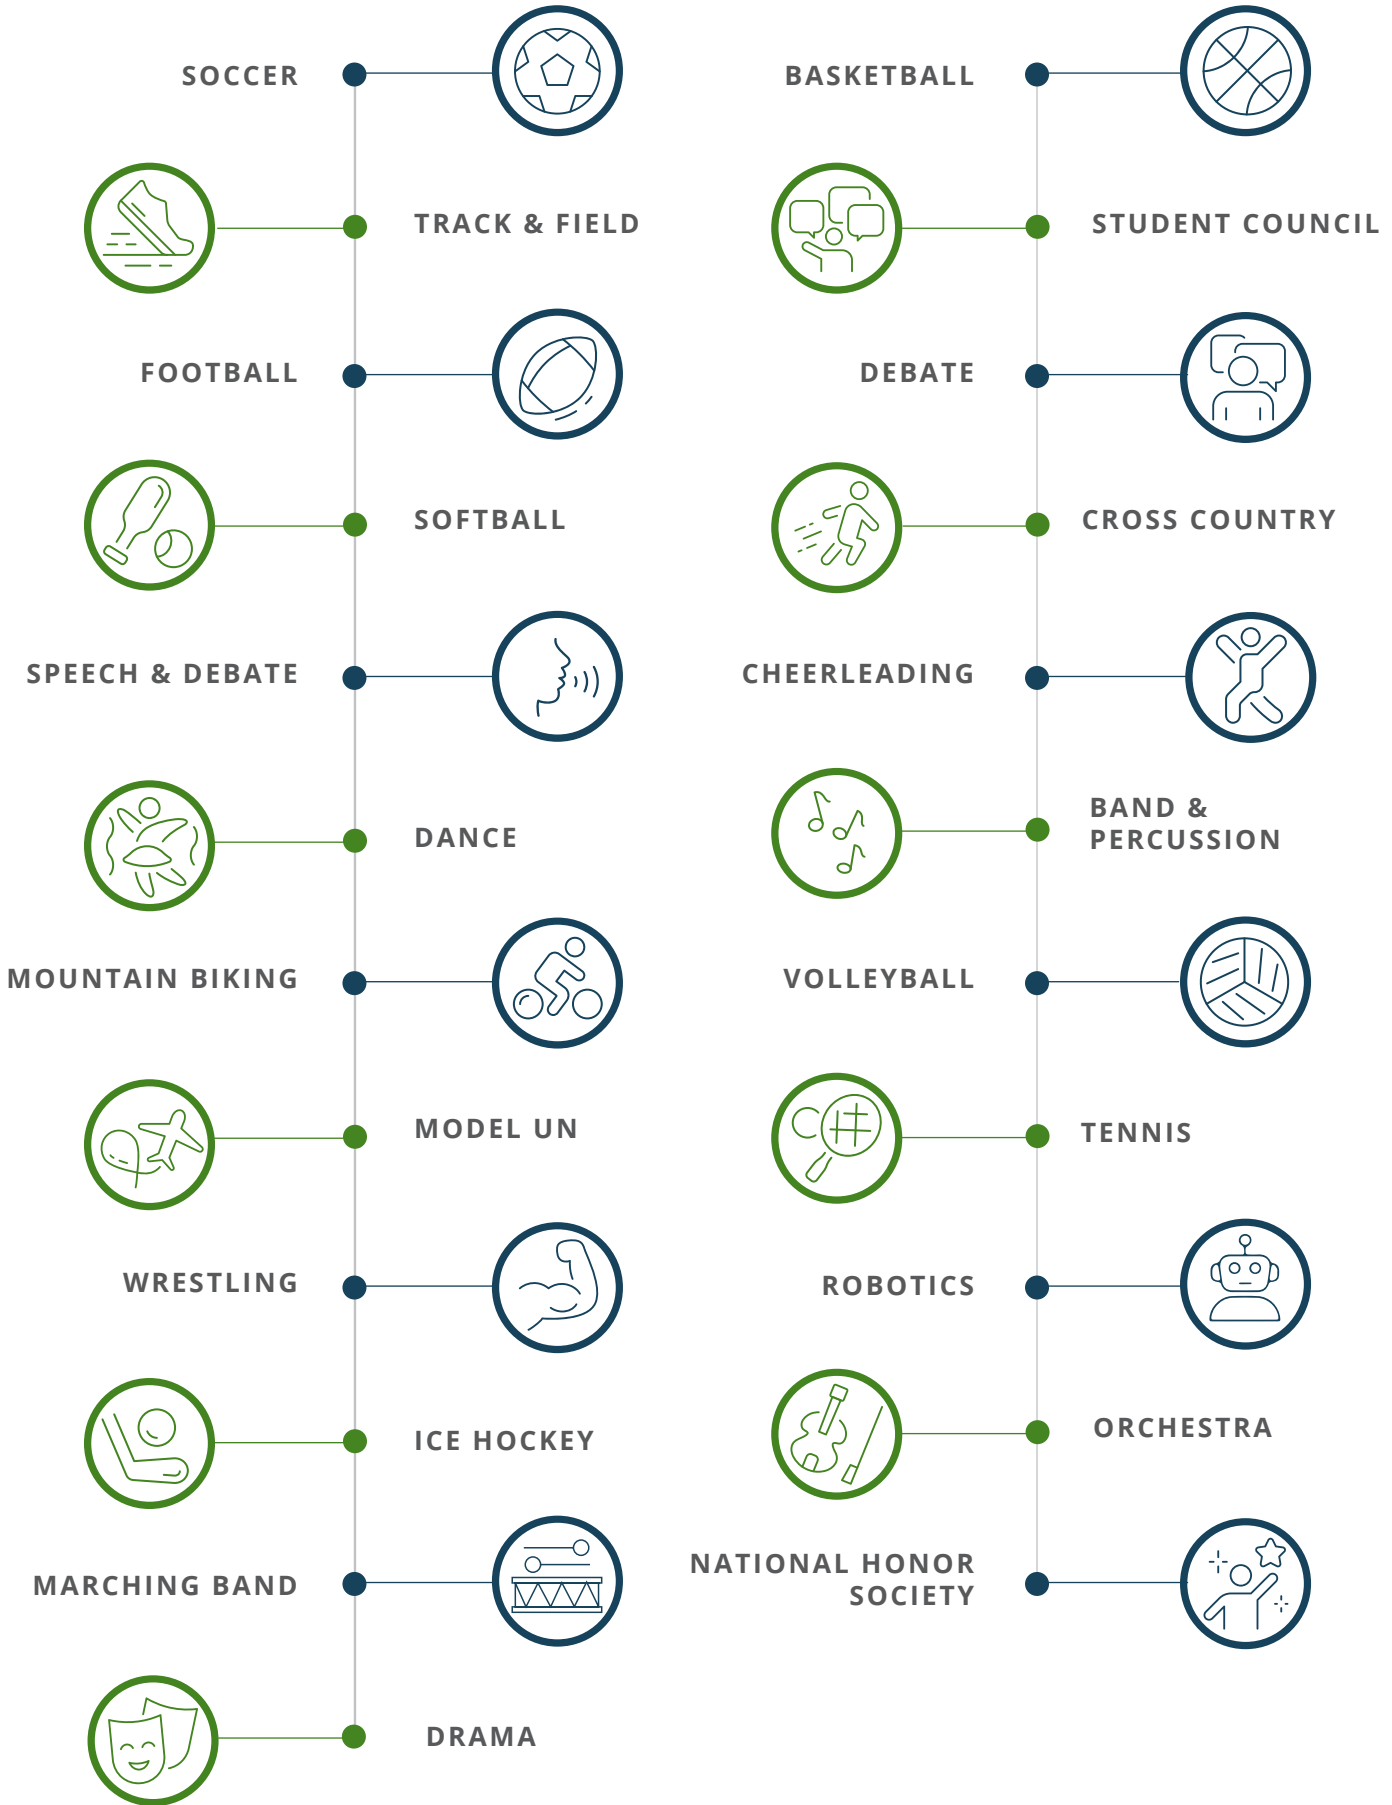 SOCCER
TRACK & FIELD
FOOTBALL
SOFTBALL
SPEECH & DEBATE
DANCE
MOUNTAIN BIKING
MODEL UN
WRESTLING
ICE HOCKEY
MARCHING BAND
DRAMA
BASKETBALL
STUDENT COUNCIL
DEBATE
CROSS COUNTRY
CHEERLEADING
BAND &
PERCUSSION
VOLLEYBALL
TENNIS
ROBOTICS
ORCHESTRA
NATIONAL HONOR
SOCIETY